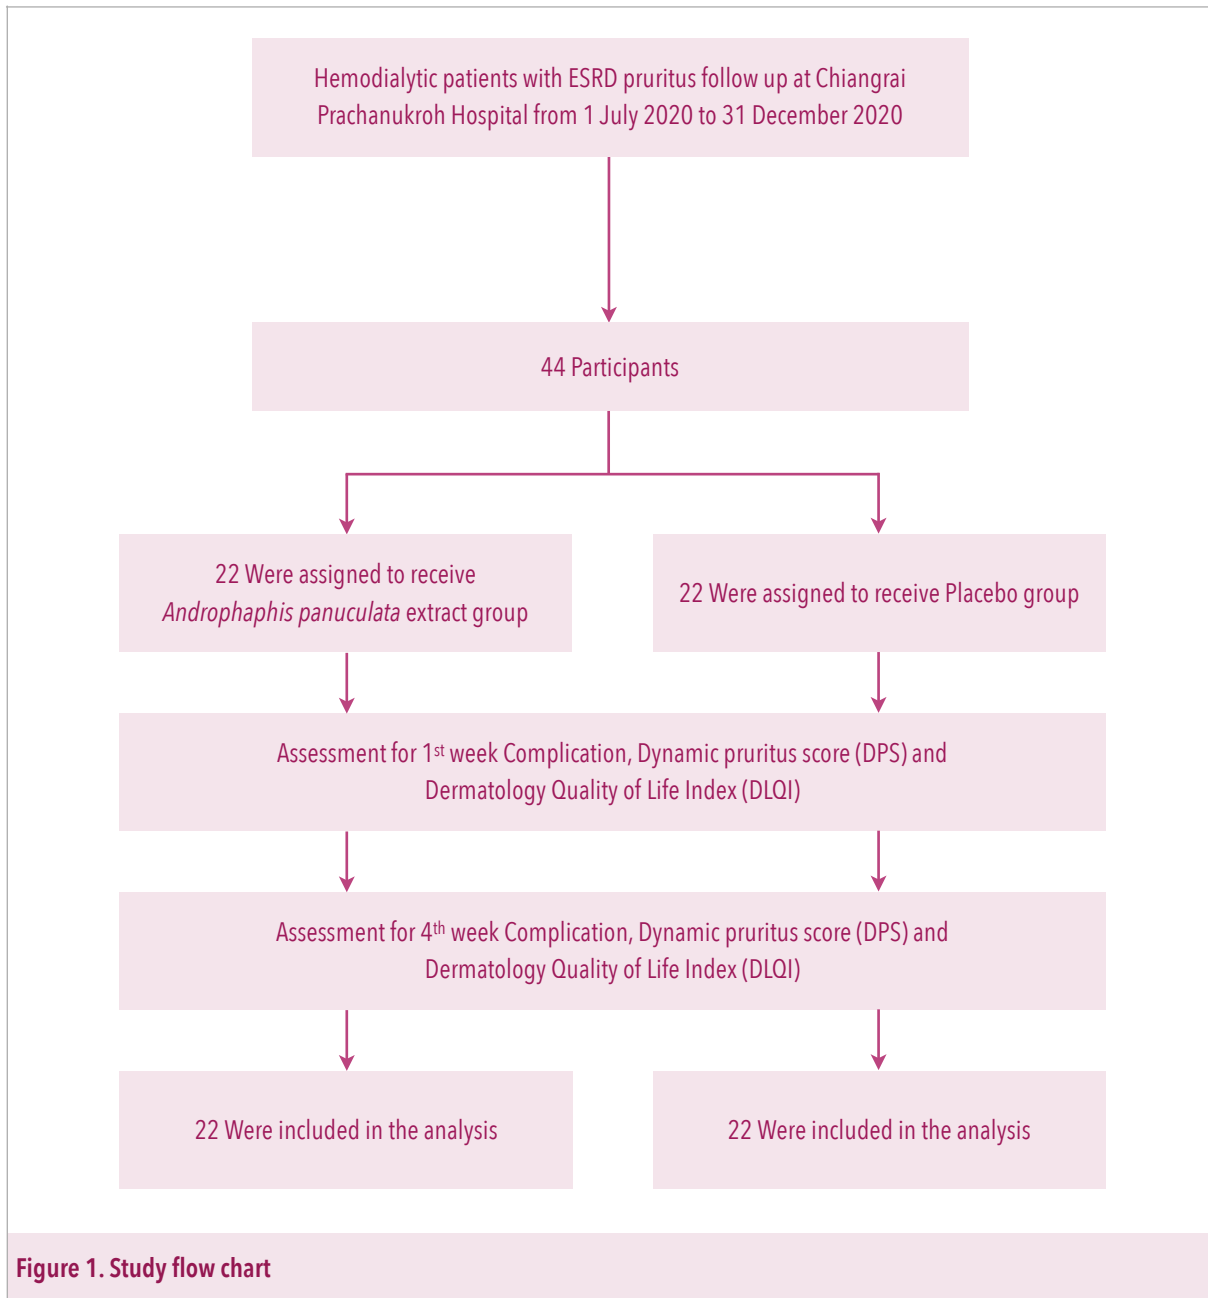 Hemodialytic patients with ESRD pruritus follow up at Chiangrai
Prachanukroh Hospital from 1 July 2020 to 31 December 2020
44 Participants
22 Were assigned to receive
Androphaphis panuculata extract group
22 Were assigned to receive Placebo group
Assessment for 1st week Complication, Dynamic pruritus score (DPS) and
Dermatology Quality of Life Index (DLQI)
Assessment for 4th week Complication, Dynamic pruritus score (DPS) and
Dermatology Quality of Life Index (DLQI)
22 Were included in the analysis
22 Were included in the analysis
Figure 1. Study flow chart